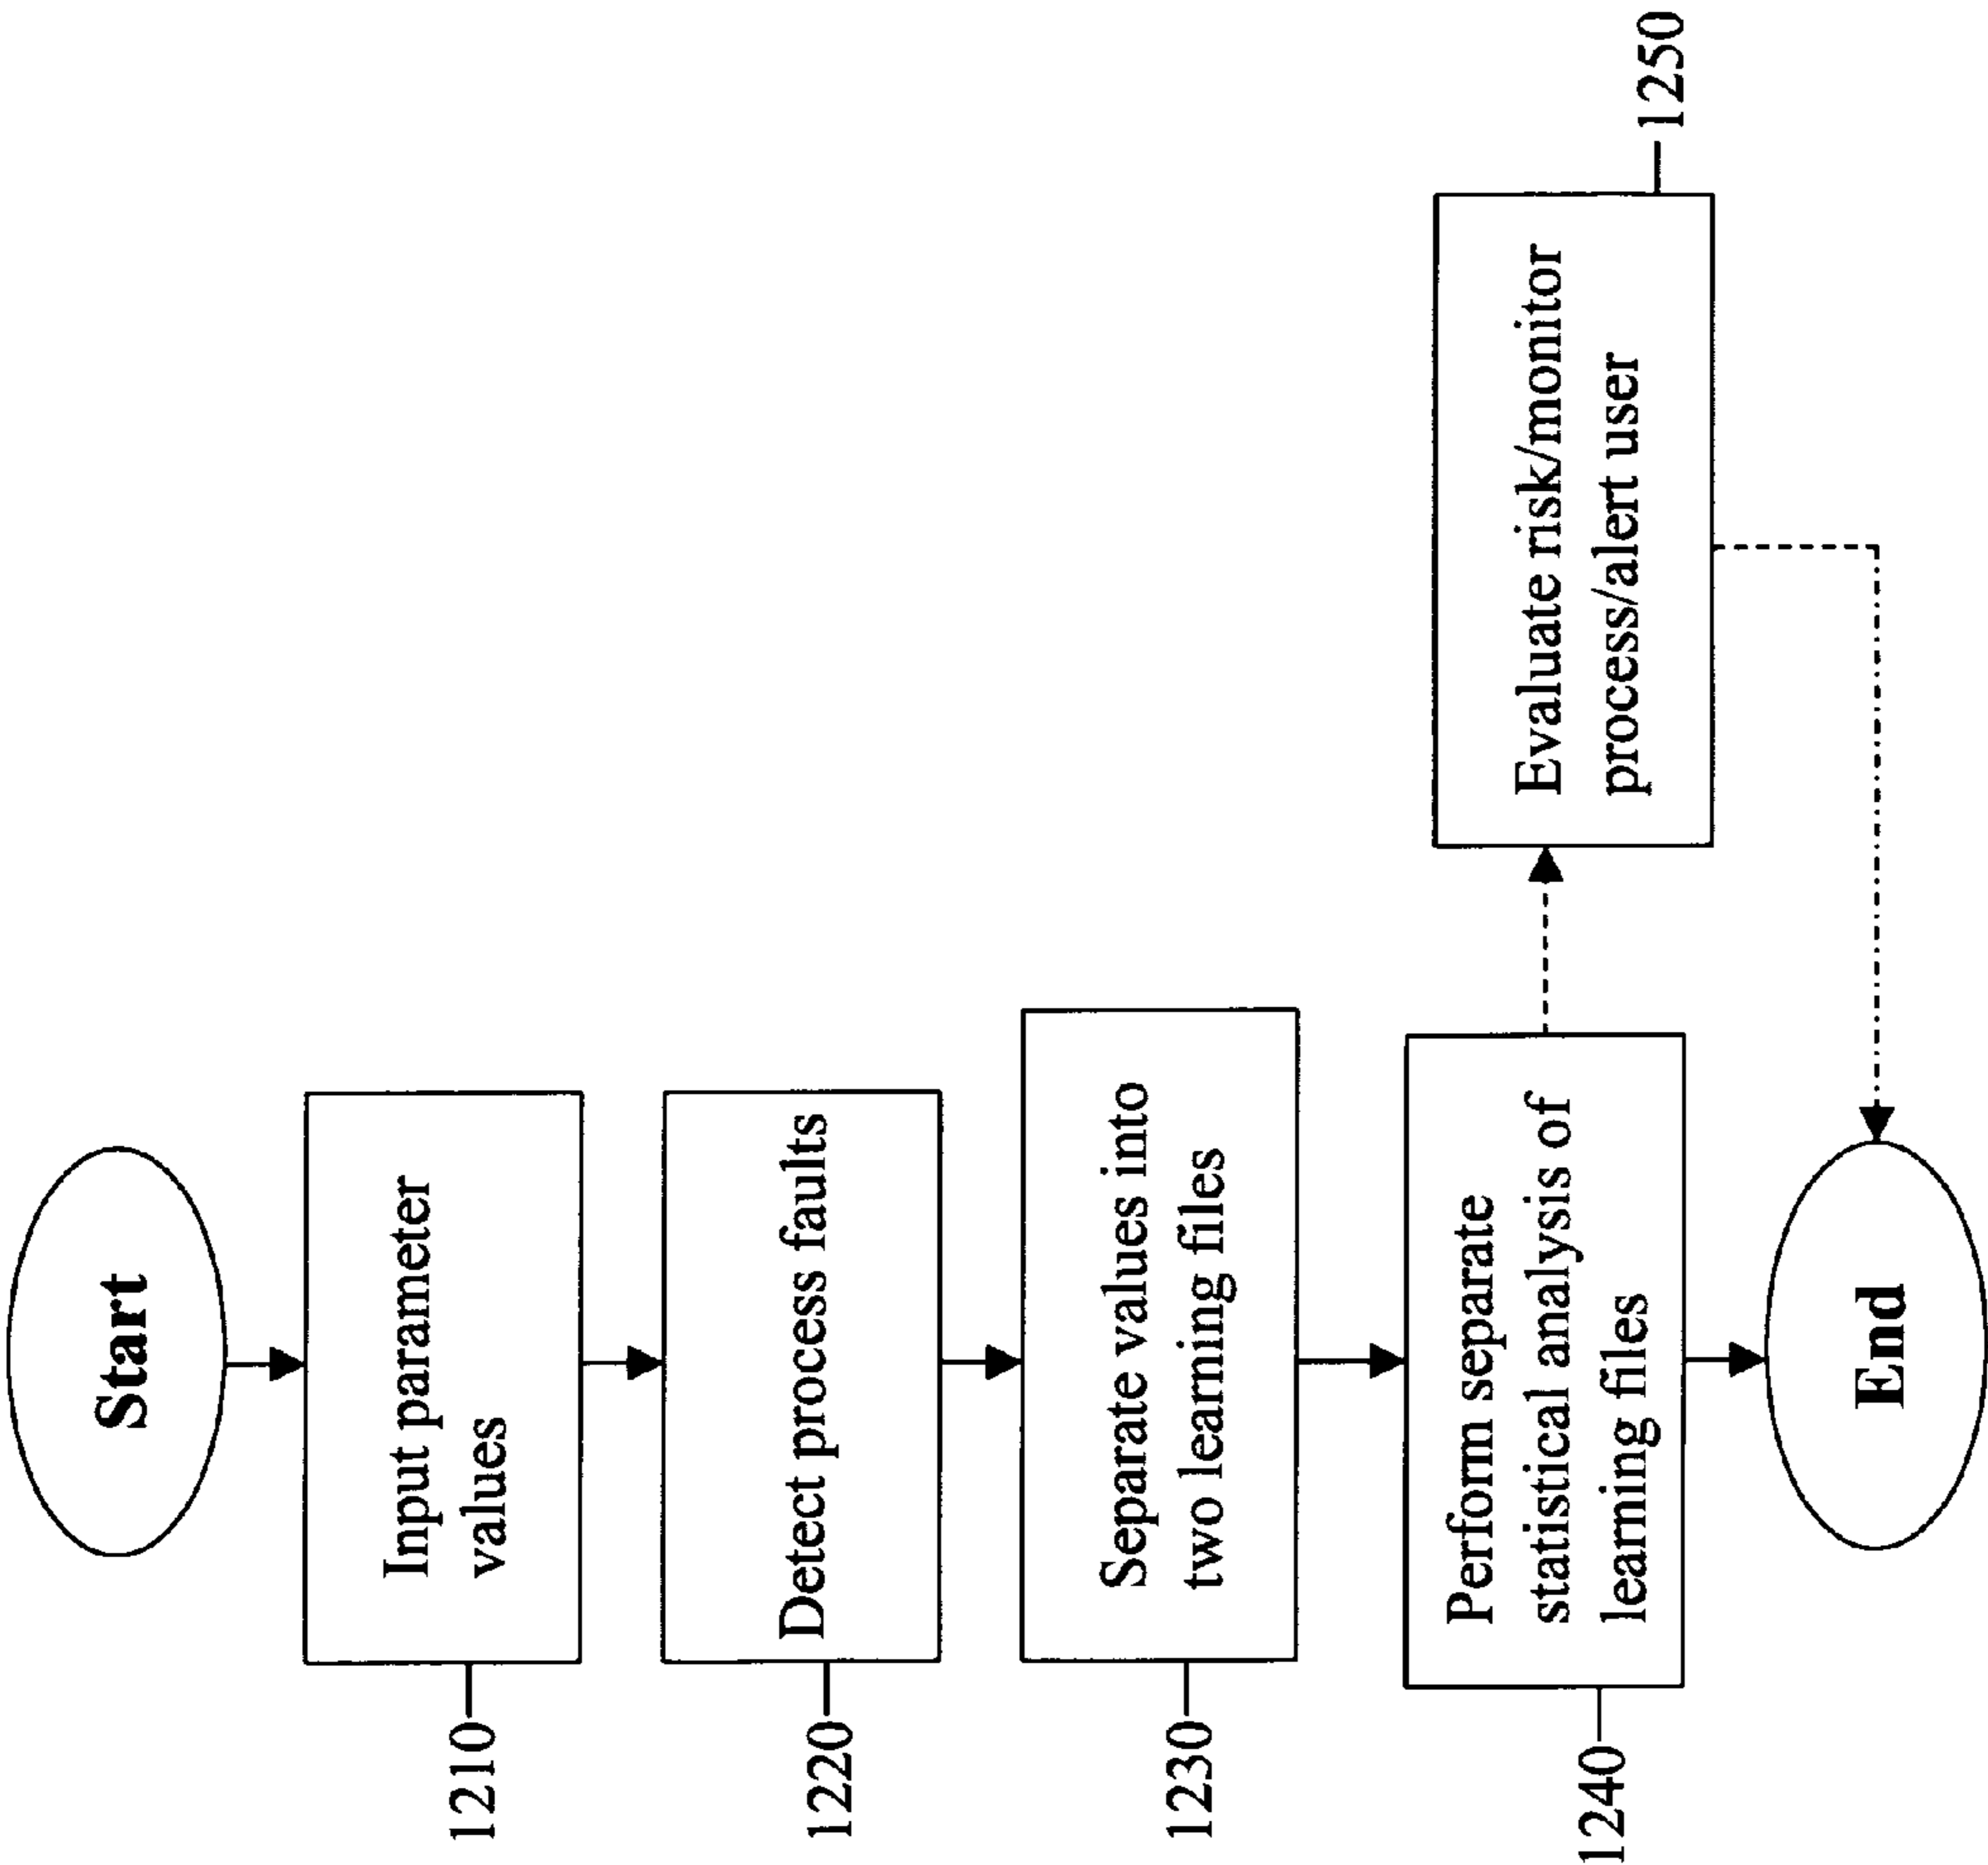 Start
Input parameter
values
1210
Detect process faults
1220
Separate values into
two learning files
1230
Perform separate
statistical analysis of
learning files
1240
Evaluate risk/monitor
process/alert user
1250
End